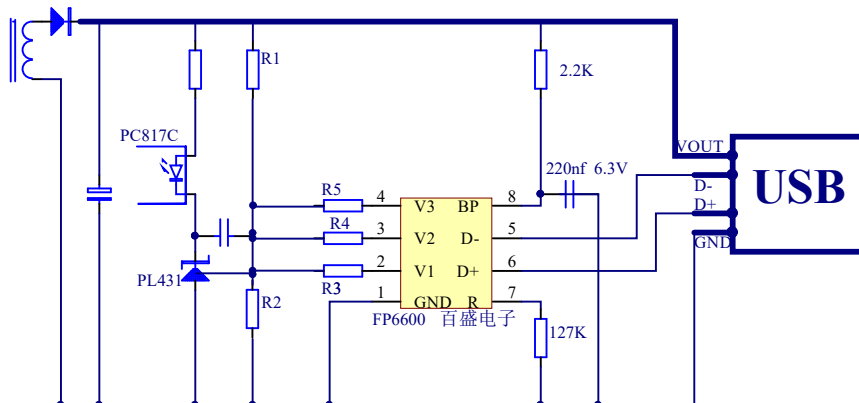 R1
2.2K
PC817C
VOUT
220nf 6.3V
USB
D-
D+
GND
R5
4
V3
BP
8
R4
3
V2
D-
5
PL431
R3
2
V1
D+
6
R2
1
GND
R
7
FP6600
百盛电子
127K